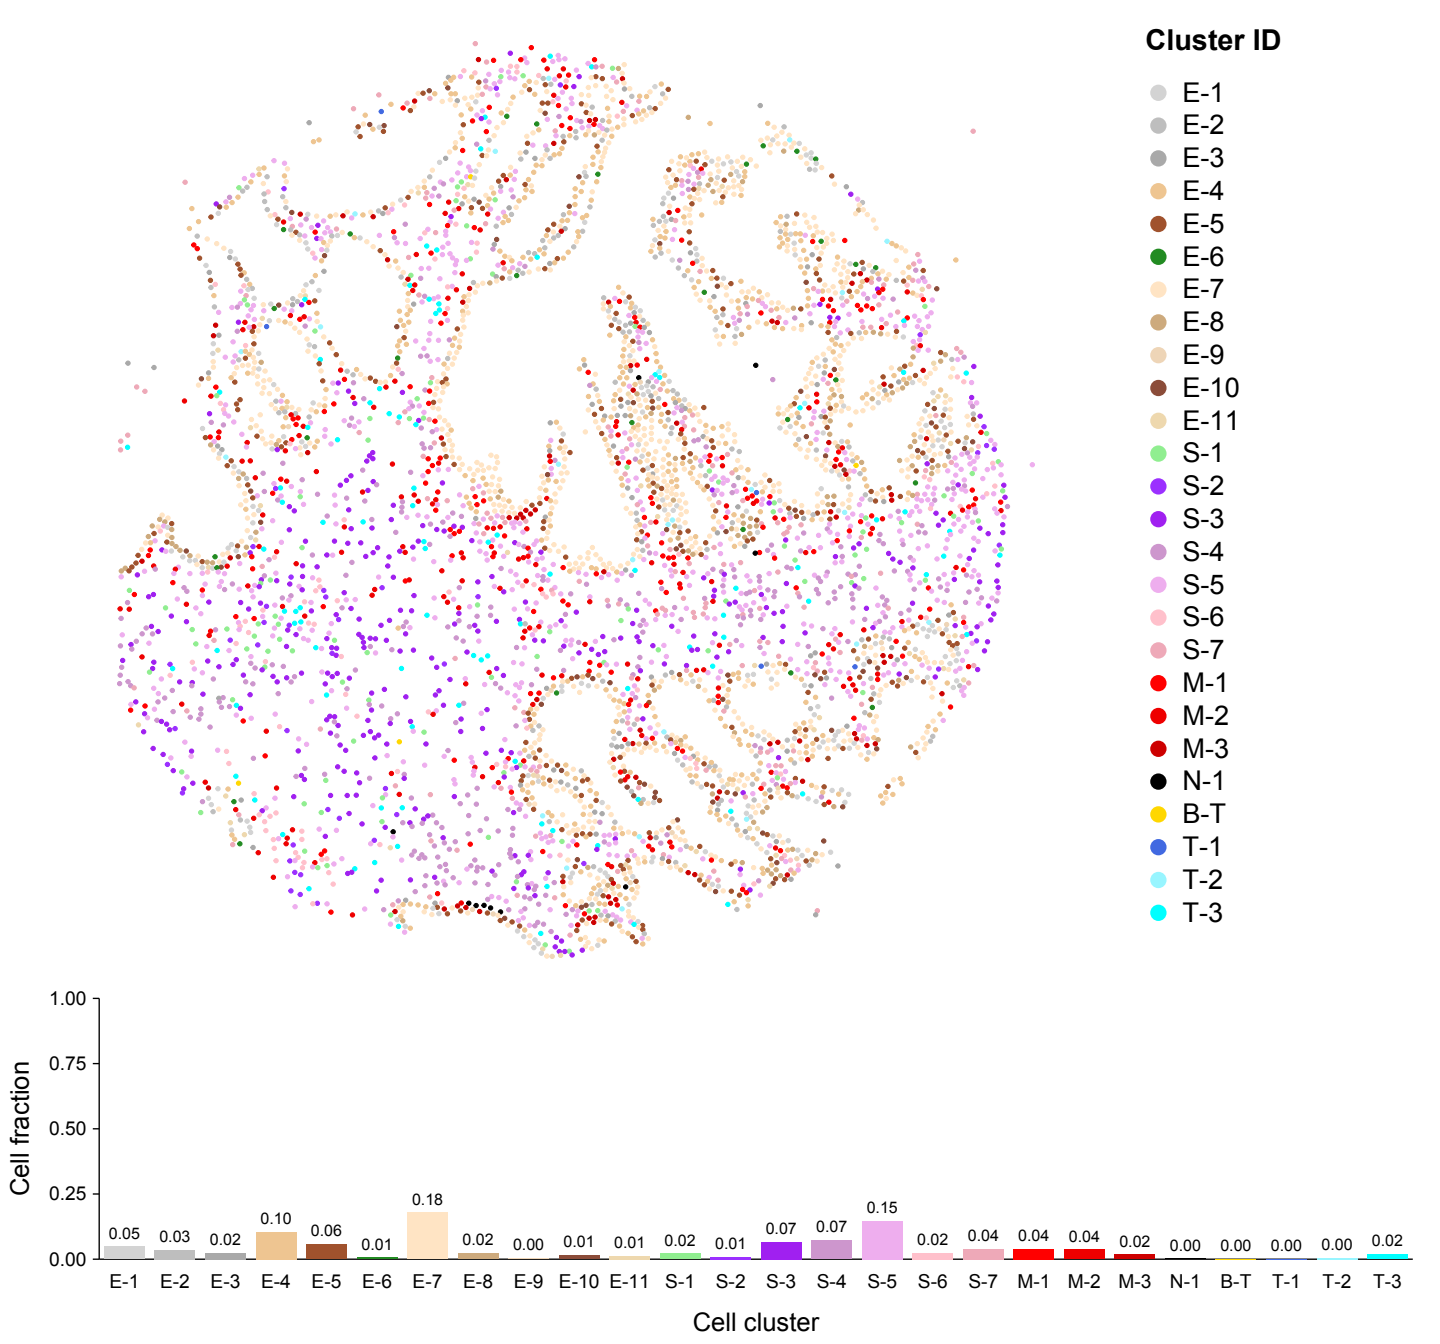 Cluster ID
E-1
E-2
E-3
E-4
E-5
E-6
E-7
E-8
E-9
E-10
E-11
S-1
S-2
S-3
S-4
S-5
S-6
S-7
M-1
M-2
M-3
N-1
B-T
T-1
T-2
T-3
1.00
0.75
0.50
0.25
0.00
Cell fraction
0.05 0.03 0.02 0.10 0.06 0.01 0.18 0.02 0.00 0.01 0.01 0.02 0.01 0.07 0.07 0.15 0.02 0.04 0.04 0.04 0.02 0.00 0.00 0.00 0.00 0.02
E-1 E-2 E-3 E-4 E-5 E-6 E-7 E-8 E-9 E-10 E-11 S-1 S-2 S-3 S-4 S-5 S-6 S-7 M-1 M-2 M-3 N-1 B-T T-1 T-2 T-3
Cell cluster